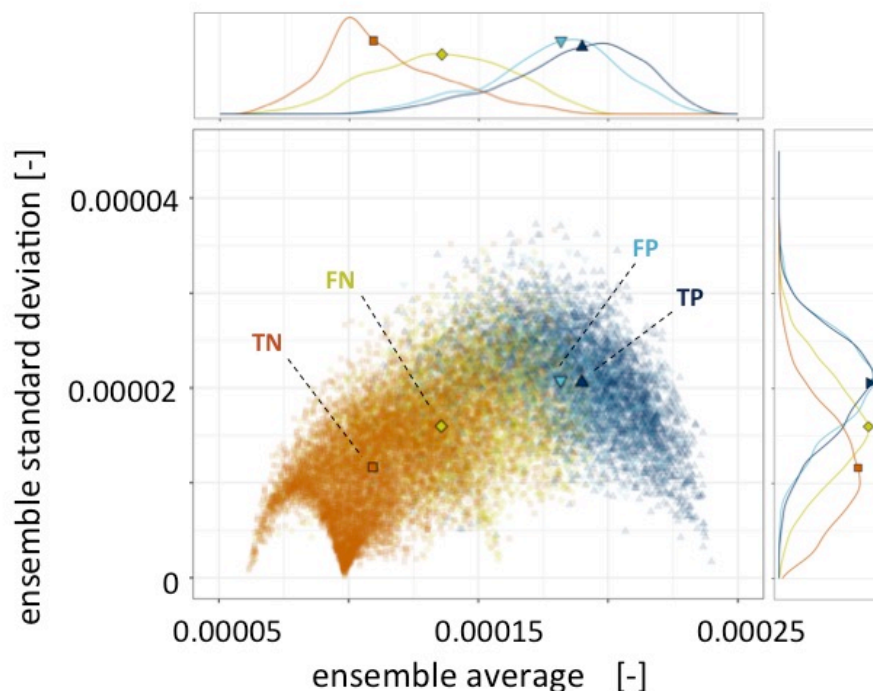 ensemble standard deviation [-]
0.00004
0.00002
0
FP
FN
TP
TN
0.00005
0.00015
0.00025
ensemble average [-]